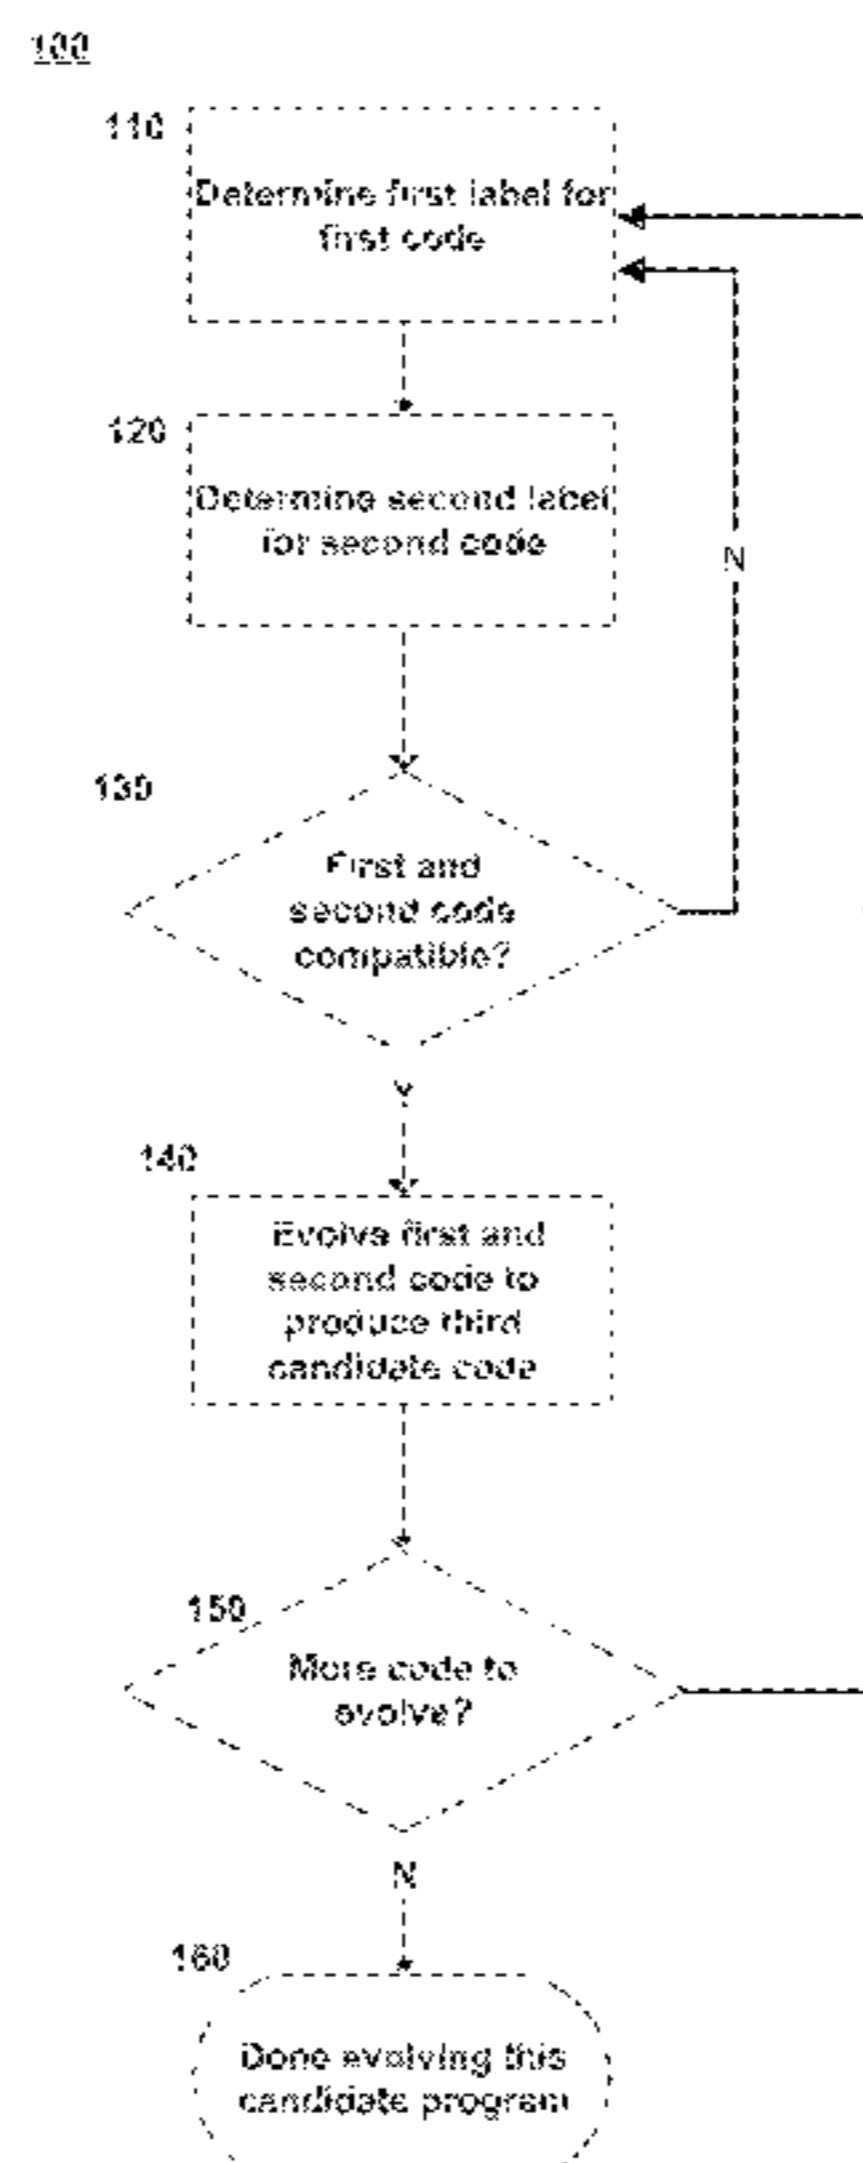 100
110
Determine first label for
first code
120
Determine second label
for second code
N
130
First and
second code
compatible?
Y
140
Evolve first and
second code to
produce third
candidate code
150
More code to
evolve?
N
160
Done evolving this
candidate program